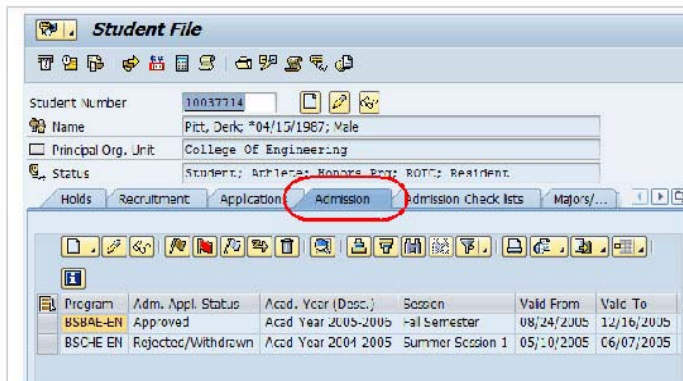 Student File
Student Number 10037714
Name Pitt, Derk; *04/15/1987; Male
Principal Org. Unit College Of Engineering
Status Student; Athlete; Honors Prg; ROTC; Resident
Holds Recruitment Applications Admission Admission Check lists Majors/...
Program Adm. Appl. Status Acad. Year (Desc.) Session Valid From Valid To
BSBAE-EN Approved Acad Year 2005-2006 Fall Semester 08/24/2005 12/16/2005
BSCHE-EN Rejected/Withdrawn Acad Year 2004-2005 Summer Session 1 05/10/2005 06/07/2005